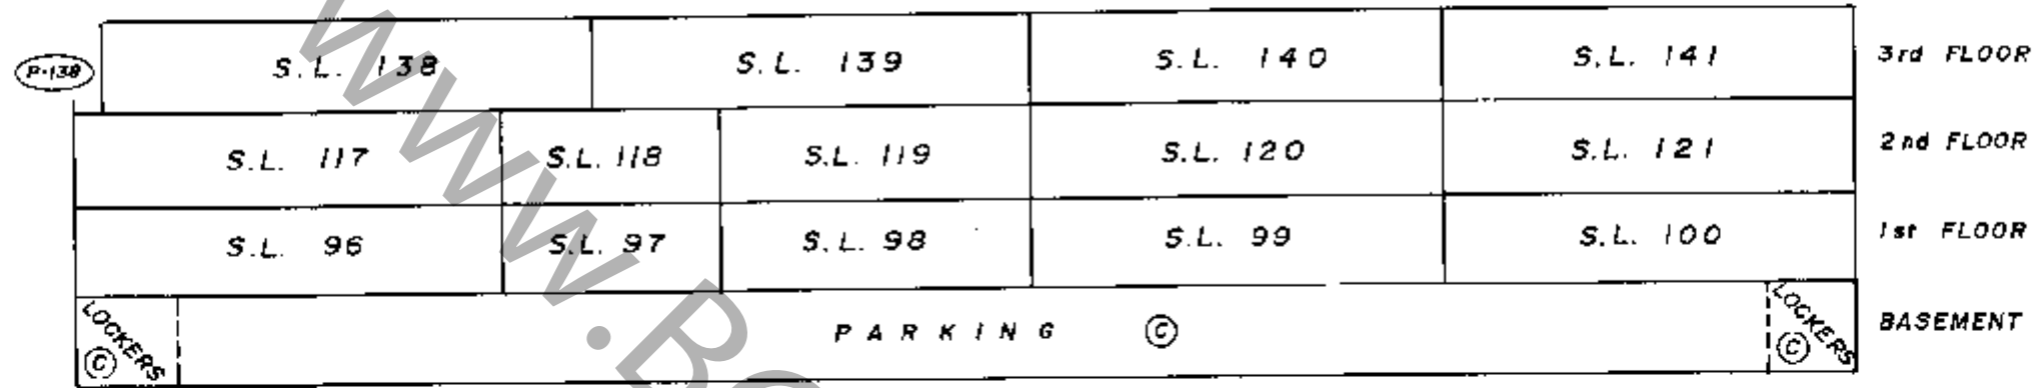 P-138 S.L. 138 S.L. 139 S.L. 140 S.L. 141 3rd FLOOR
S.L. 117 S.L. 118 S.L. 119 S.L. 120 S.L. 121 2nd FLOOR
S.L. 96 S.L. 97 S.L. 98 S.L. 99 S.L. 100 1st FLOOR
LOCKERS C PARKING C LOCKERS C BASEMENT